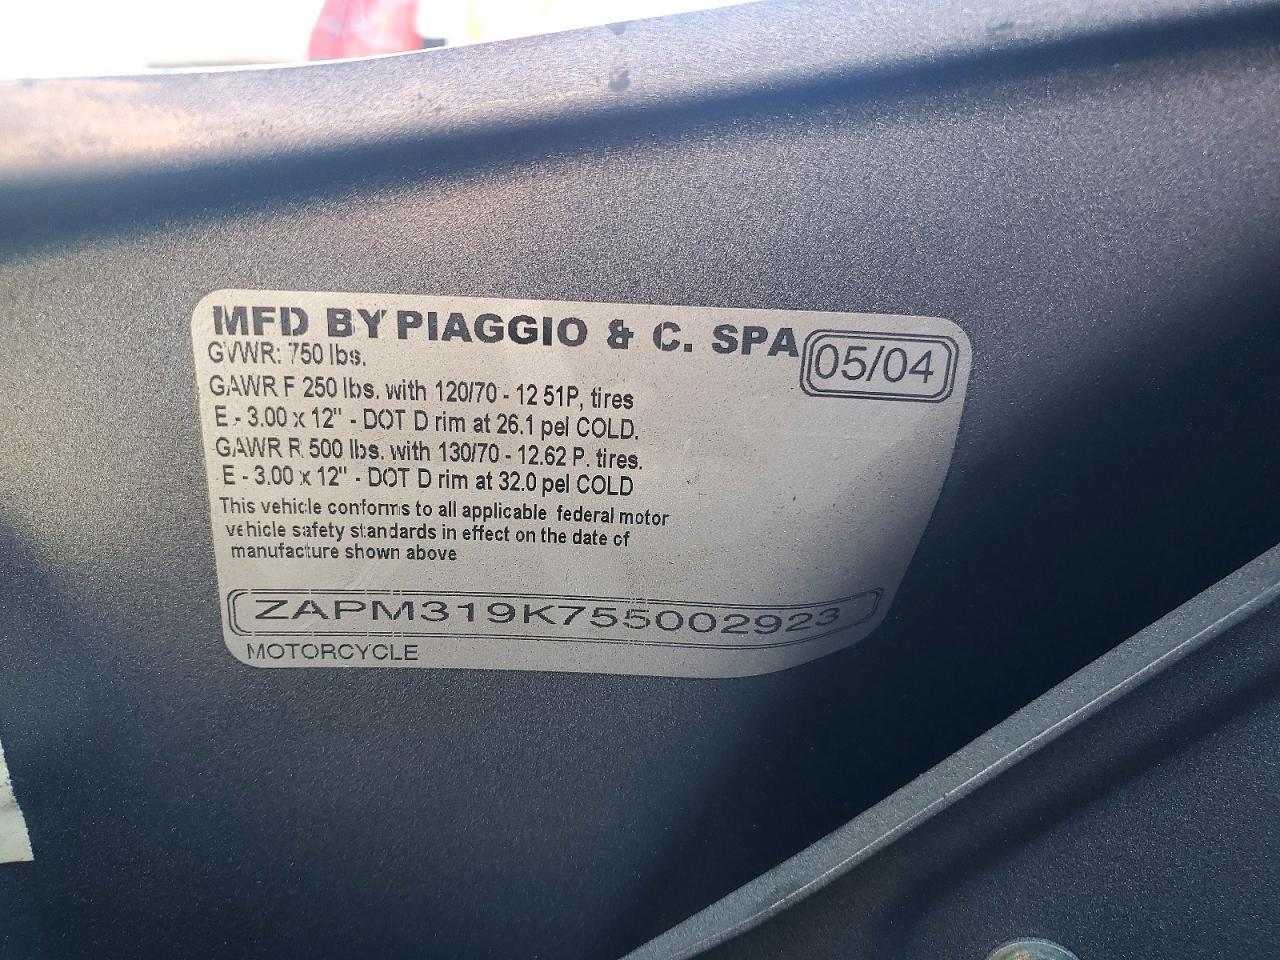 MFD BY PIAGGIO & C. SPA
05/04
GVWR: 750 lbs.
GAWR F 250 lbs. with 120/70 - 12 51P, tires
E - 3.00 x 12" - DOT D rim at 26.1 pel COLD.
GAWR R 500 lbs. with 130/70 - 12.62 P. tires.
E - 3.00 x 12" - DOT D rim at 32.0 pel COLD
This vehicle conforms to all applicable federal motor
vehicle safety standards in effect on the date of
manufacture shown above
ZAPM319K755002923
MOTORCYCLE